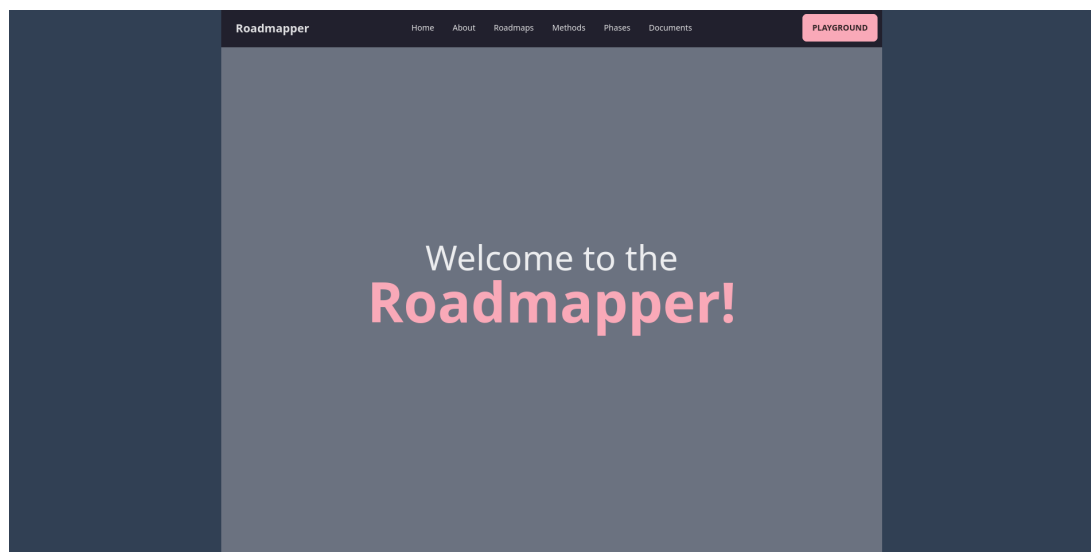 Roadmapper
Home About Roadmaps Methods Phases Documents
PLAYGROUND
Welcome to the
Roadmapper!